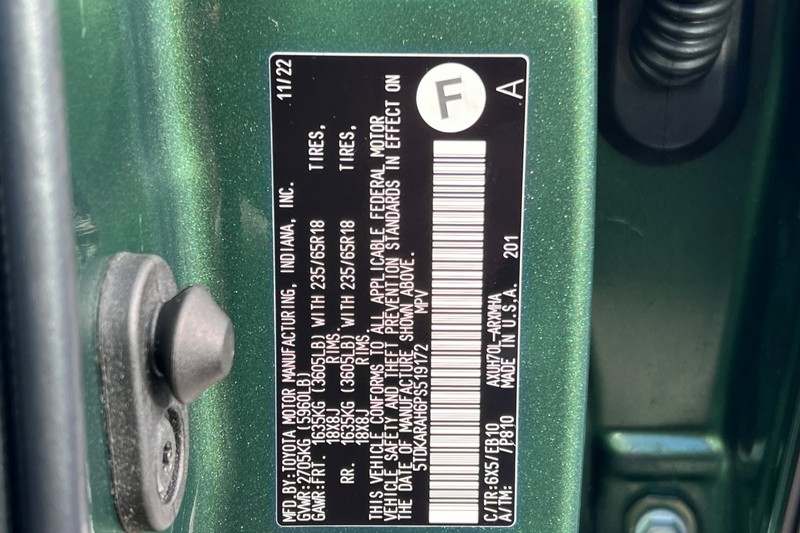 MFD.BY:TOYOTA MOTOR MANUFACTURING, INDIANA, INC. 11/22
GVWR:2705KG (5960LB)
GAWR:FRT. 1635KG (3605LB) WITH 235/65R18 TIRES,
18X8J RIMS
RR. 1635KG (3605LB) WITH 235/65R18 TIRES,
18X8J RIMS
THIS VEHICLE CONFORMS TO ALL APPLICABLE FEDERAL MOTOR
VEHICLE SAFETY AND THEFT PREVENTION STANDARDS IN EFFECT ON
THE DATE OF MANUFACTURE SHOWN ABOVE.
5TDKARAH6PS519172 MPV
F
C/TR:6X5/EB10 AXUH70L-ARXMHA
A/TM: /P810 MADE IN U.S.A. 201 A